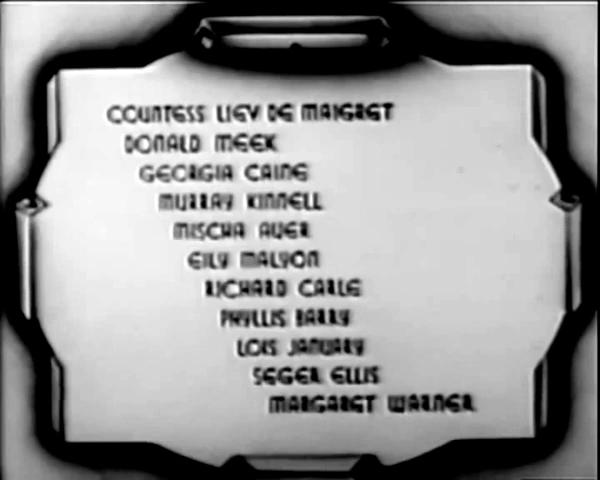 COUNTESS LIEV DE MAIGRET
DONALD MEEK
GEORGIA CAINE
MURRAY KINNELL
MISCHA AUER
EILY MALYON
RICHARD CARLE
PHYLLIS BARRY
LOIS JANUARY
SEGER ELLIS
MARGARET WARNER